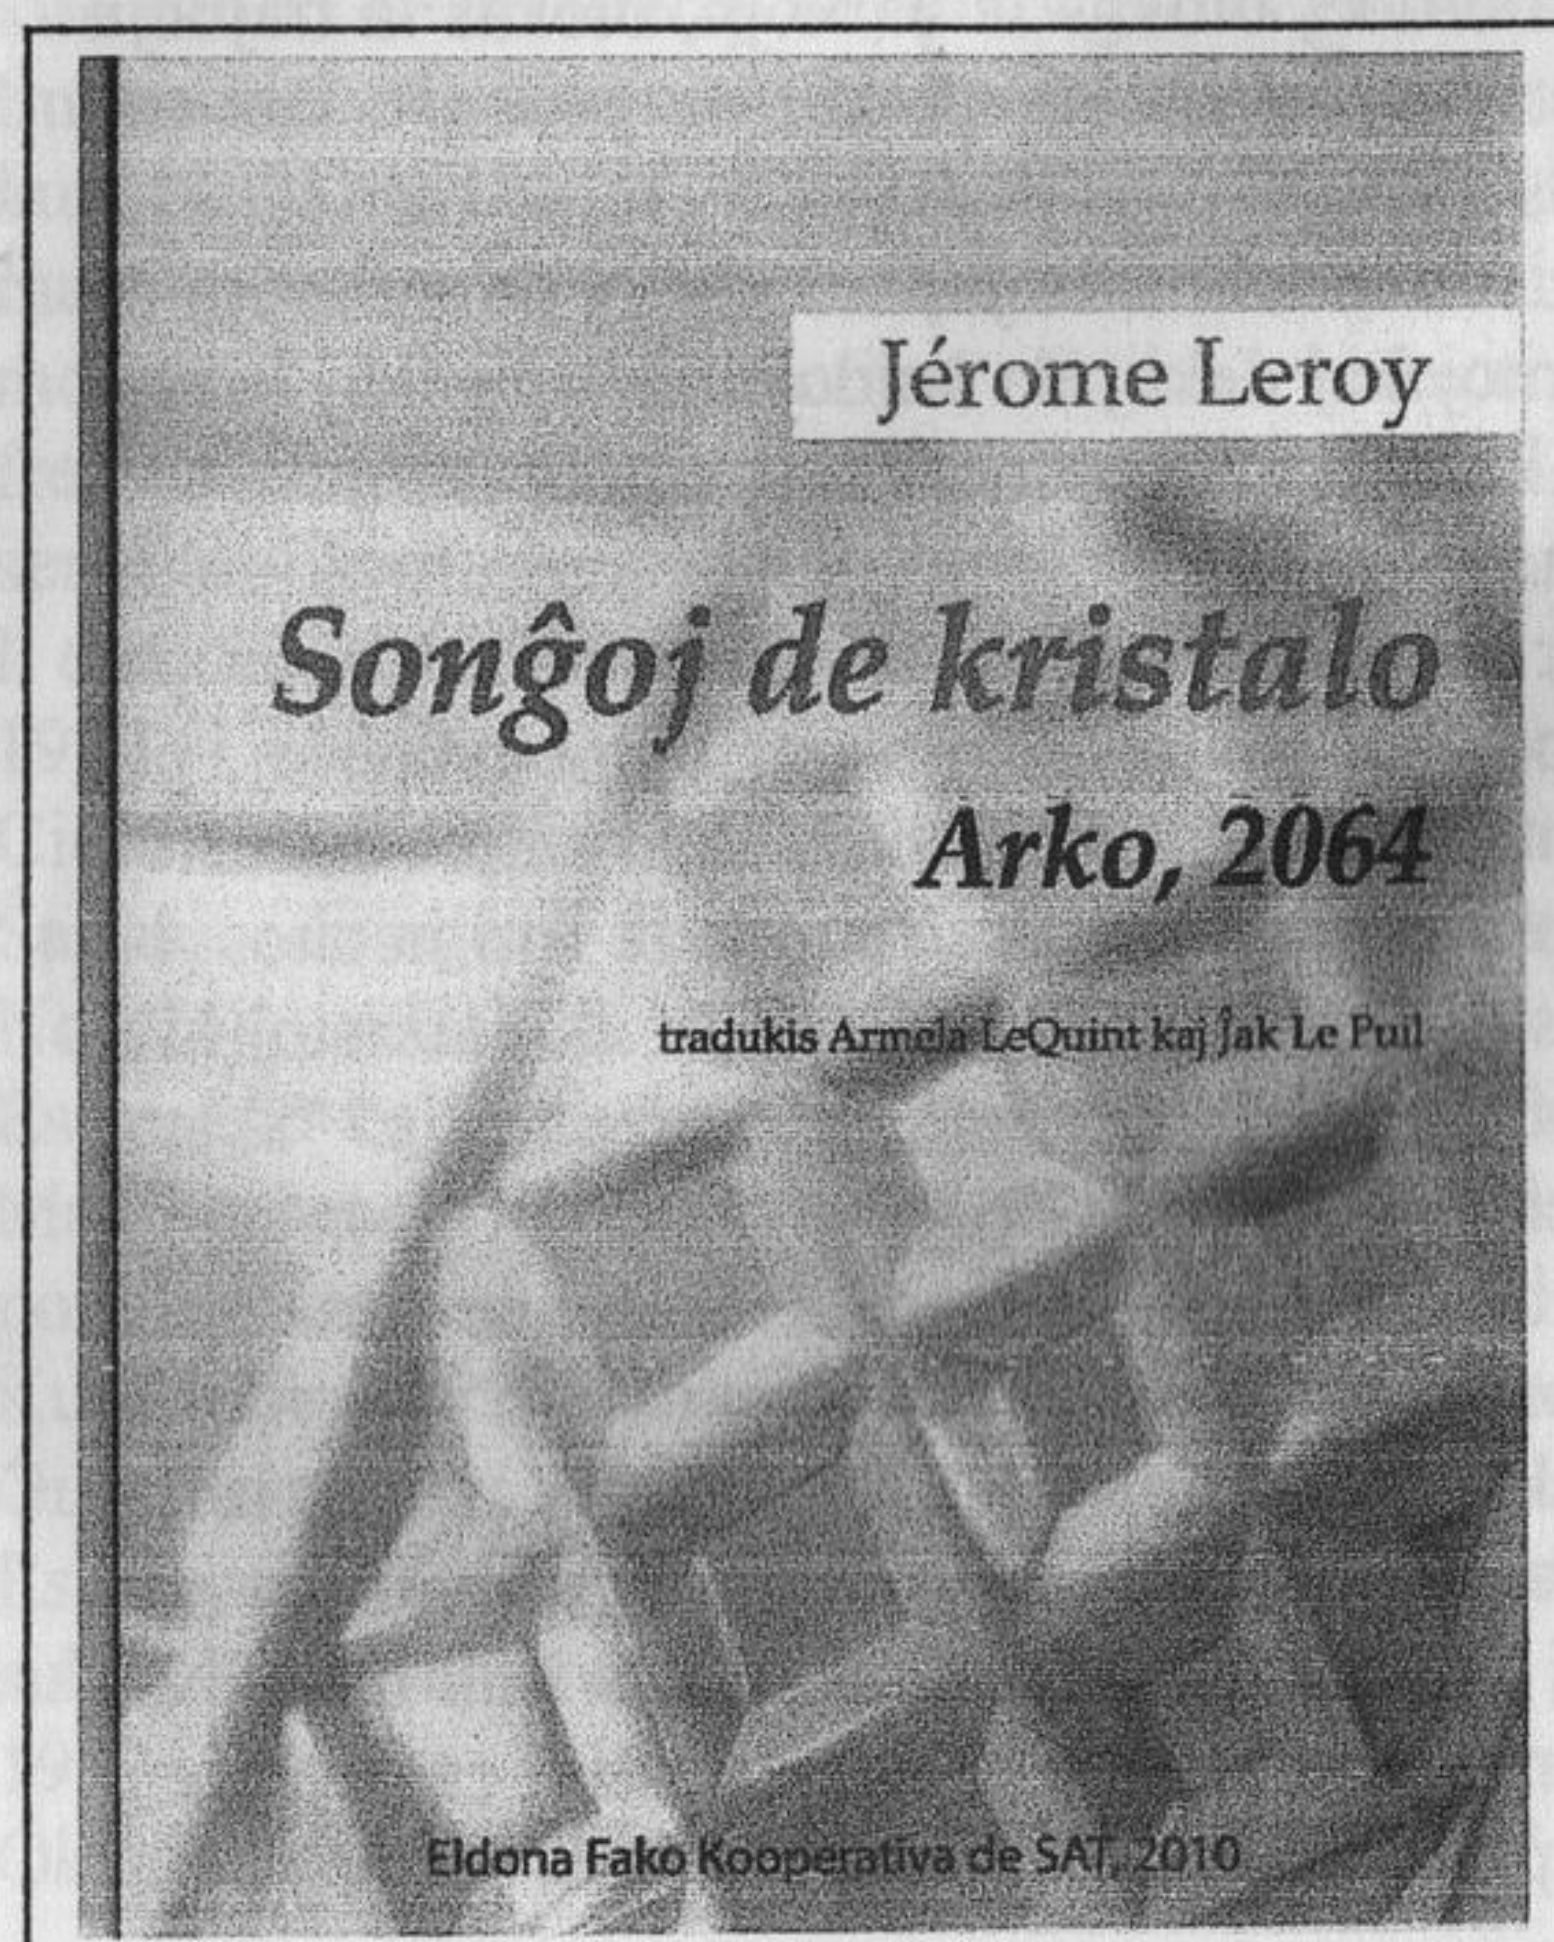 Jérome Leroy
Sonĝoj de kristalo
Arko, 2064
tradukis Armela LeQuint kaj Ĵak Le Puil
Eldona Fako Kooperativa de SAT, 2010